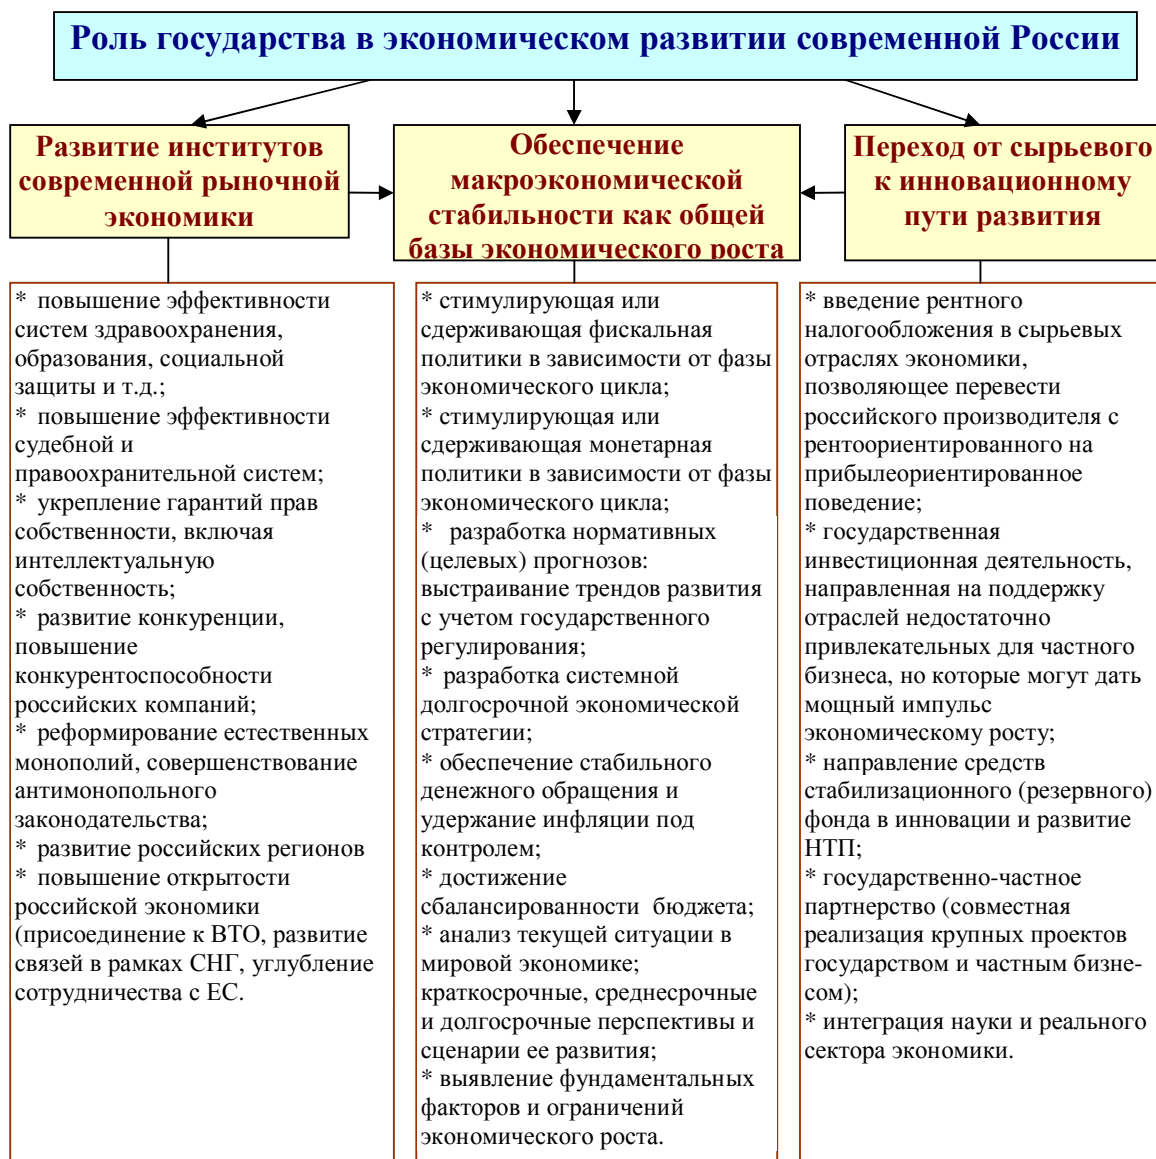 Роль государства в экономическом развитии современной России
Развитие институтов
современной рыночной
экономики
Обеспечение
макроэкономической
стабильности как общей
базы экономического роста
Переход от сырьевого
к инновационному
пути развития
* повышение эффективности
систем здравоохранения,
образования, социальной
защиты и т.д.;
* повышение эффективности
судебной и
правоохранительной систем;
* укрепление гарантий прав
собственности, включая
интеллектуальную
собственность;
* развитие конкуренции,
повышение
конкурентоспособности
российских компаний;
* реформирование естественных
монополий, совершенствование
антимонопольного
законодательства;
* развитие российских регионов
* повышение открытости
российской экономики
(присоединение к ВТО, развитие
связей в рамках СНГ, углубление
сотрудничества с ЕС.
* стимулирующая или
сдерживающая фискальная
политики в зависимости от фазы
экономического цикла;
* стимулирующая или
сдерживающая монетарная
политики в зависимости от фазы
экономического цикла;
* разработка нормативных
(целевых) прогнозов:
выстраивание трендов развития
с учетом государственного
регулирования;
* разработка системной
долгосрочной экономической
стратегии;
* обеспечение стабильного
денежного обращения и
удержание инфляции под
контролем;
* достижение
сбалансированности бюджета;
* анализ текущей ситуации в
мировой экономике;
краткосрочные, среднесрочные
и долгосрочные перспективы и
сценарии ее развития;
* выявление фундаментальных
факторов и ограничений
экономического роста.
* введение рентного
налогообложения в сырьевых
отраслях экономики,
позволяющее перевести
российского производителя с
рентоориентированного на
прибылеориентированное
поведение;
* государственная
инвестиционная деятельность,
направленная на поддержку
отраслей недостаточно
привлекательных для частного
бизнеса, но которые могут дать
мощный импульс
экономическому росту;
* направление средств
стабилизационного (резервного)
фонда в инновации и развитие
НТП;
* государственно-частное
партнерство (совместная
реализация крупных проектов
государством и частным бизне-
сом);
* интеграция науки и реального
сектора экономики.